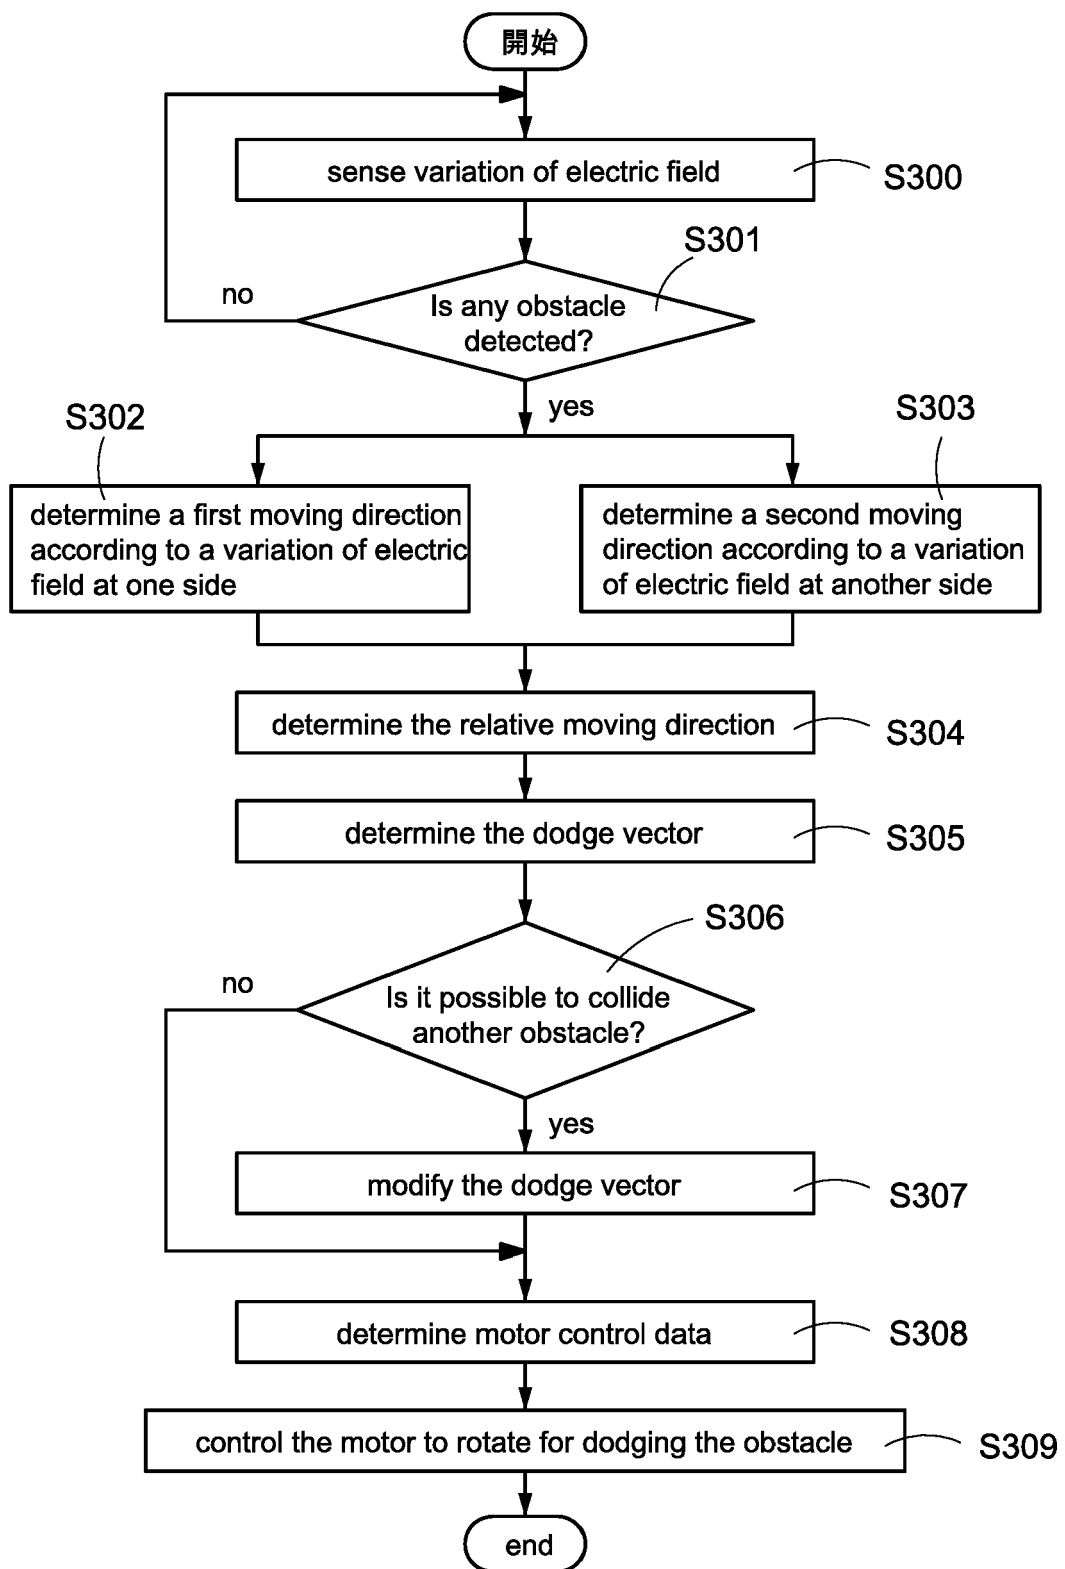 開始
sense variation of electric field
S300
S301
no
Is any obstacle
detected?
yes
S302
S303
determine a first moving direction
according to a variation of electric
field at one side
determine a second moving
direction according to a variation
of electric field at another side
determine the relative moving direction
S304
determine the dodge vector
S305
S306
no
Is it possible to collide
another obstacle?
yes
modify the dodge vector
S307
determine motor control data
S308
control the motor to rotate for dodging the obstacle
S309
end